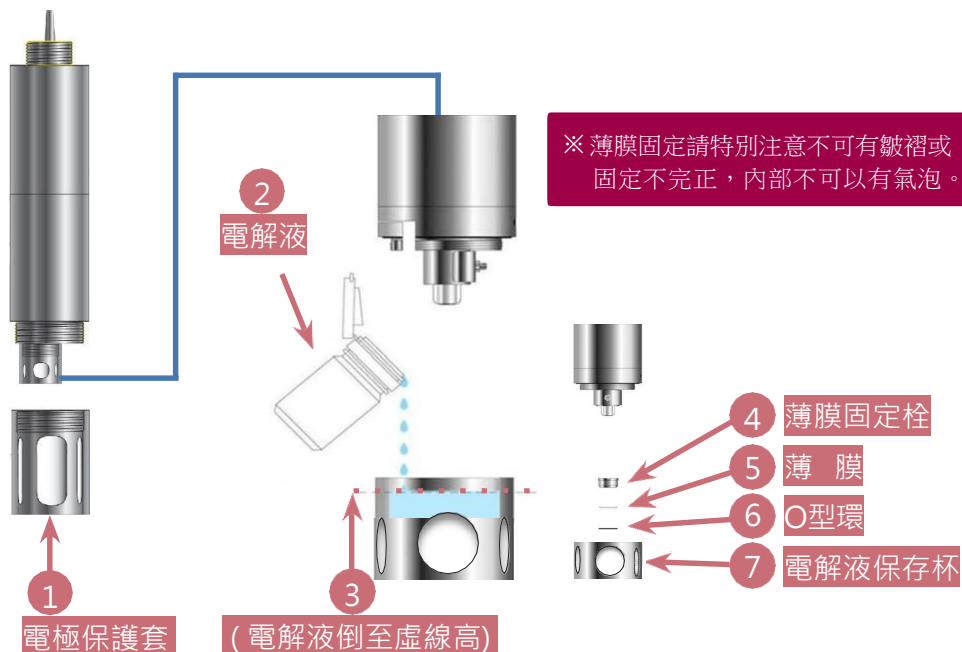 ※ 薄膜固定請特別注意不可有皺褶或
固定不完正，內部不可以有氣泡。
2
電解液
4 薄膜固定栓
5 薄 膜
6 O型環
7 電解液保存杯
1
電極保護套
3
( 電解液倒至虛線高)